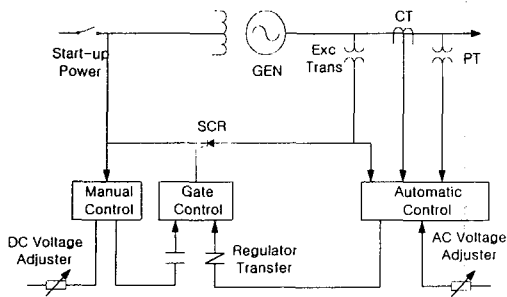 CT
Start-up
Power
GEN
Exc
Trans
PT
SCR
Manual
Control
Gate
Control
Automatic
Control
DC Voltage
Adjuster
Regulator
Transfer
AC Voltage
Adjuster